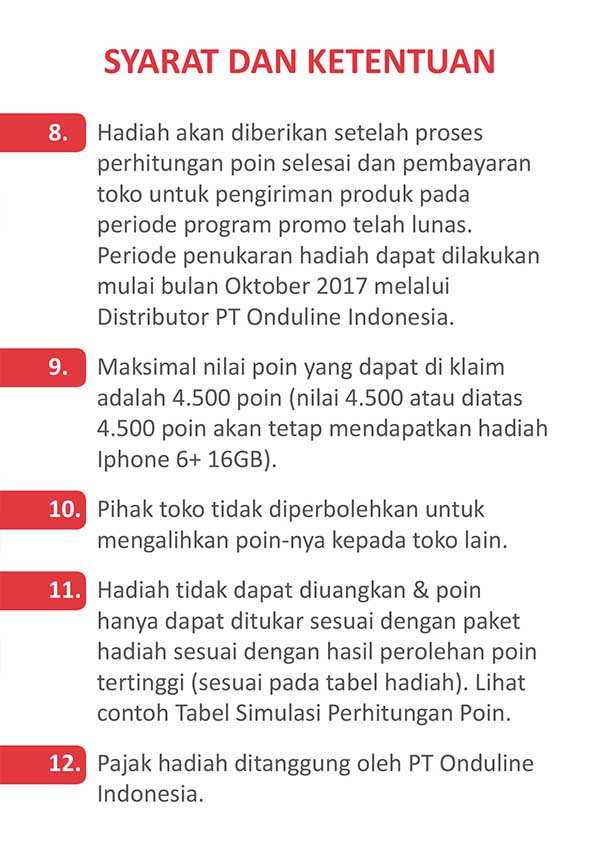 SYARAT DAN KETENTUAN
8. Hadiah akan diberikan setelah proses
perhitungan poin selesai dan pembayaran
toko untuk pengiriman produk pada
periode program promo telah lunas.
Periode penukaran hadiah dapat dilakukan
mulai bulan Oktober 2017 melalui
Distributor PT Onduline Indonesia.
9. Maksimal nilai poin yang dapat di klaim
adalah 4.500 poin (nilai 4.500 atau diatas
4.500 poin akan tetap mendapatkan hadiah
Iphone 6+ 16GB).
10. Pihak toko tidak diperbolehkan untuk
mengalihkan poin-nya kepada toko lain.
11. Hadiah tidak dapat diuangkan & poin
hanya dapat ditukar sesuai dengan paket
hadiah sesuai dengan hasil perolehan poin
tertinggi (sesuai pada tabel hadiah). Lihat
contoh Tabel Simulasi Perhitungan Poin.
12. Pajak hadiah ditanggung oleh PT Onduline
Indonesia.